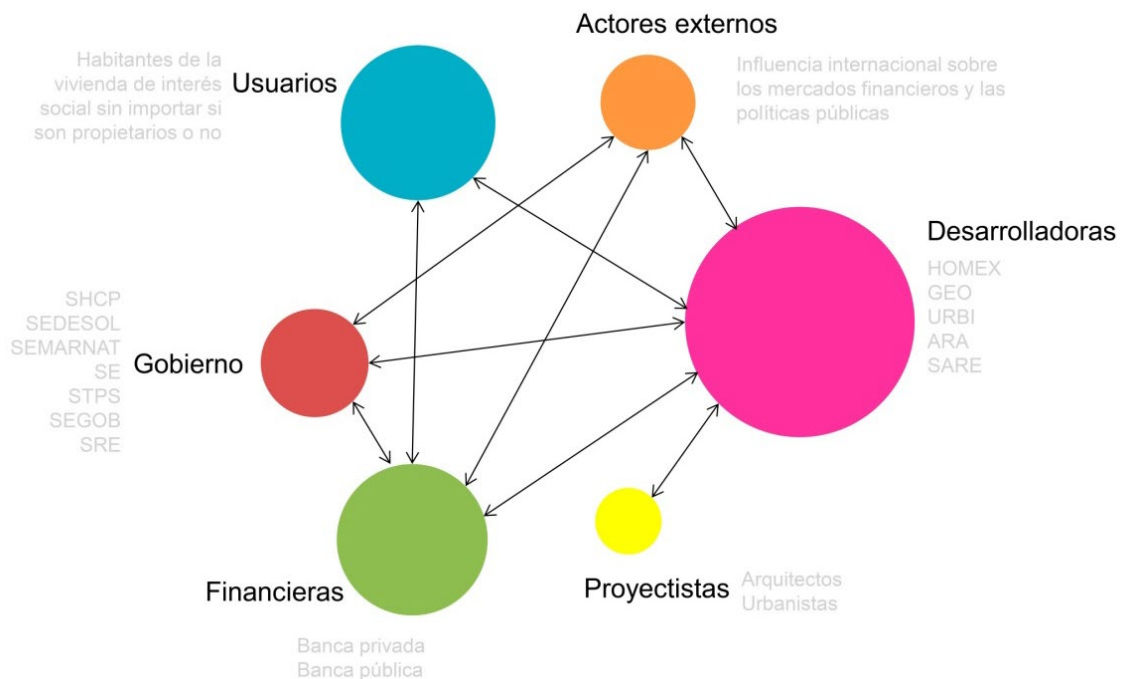 Actores externos
Influencia internacional sobre
los mercados financieros y las
políticas públicas
Usuarios
Habitantes de la
vivienda de interés
social sin importar si
son propietarios o no
Desarrolladoras
HOMEX
GEO
URBI
ARA
SARE
Gobierno
SHCP
SEDESOL
SEMARNAT
SE
STPS
SEGOB
SRE
Financieras
Banca privada
Banca pública
Proyectistas
Arquitectos
Urbanistas